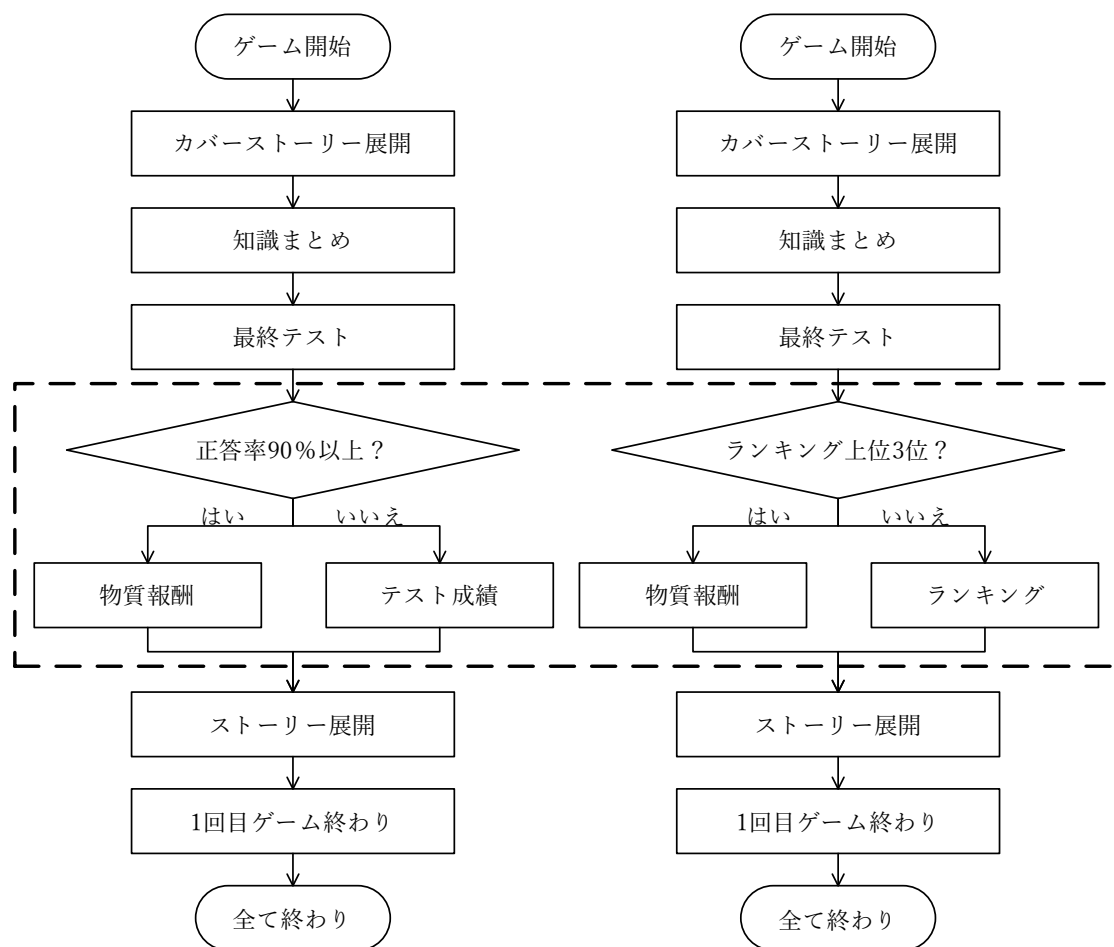 ゲーム開始
カバーストーリー展開
知識まとめ
最終テスト
正答率90%以上？
はい
いいえ
物質報酬
テスト成績
ストーリー展開
1回目ゲーム終わり
全て終わり
ゲーム開始
カバーストーリー展開
知識まとめ
最終テスト
ランキング上位3位？
はい
いいえ
物質報酬
ランキング
ストーリー展開
1回目ゲーム終わり
全て終わり